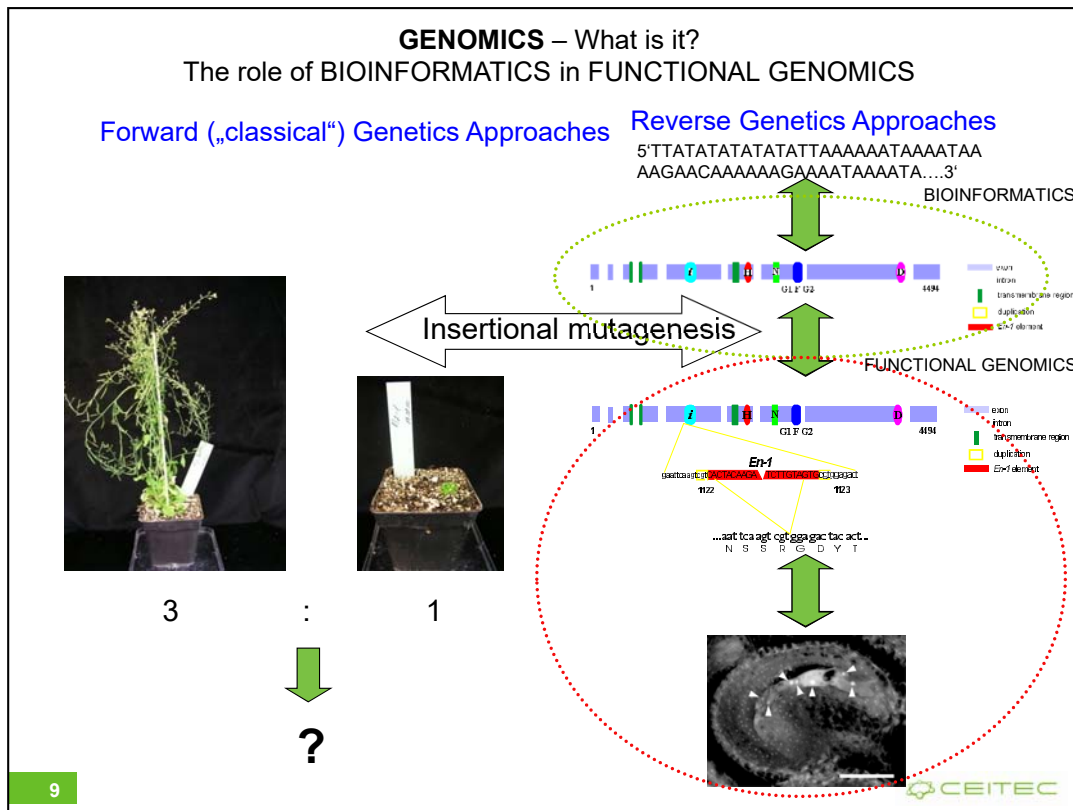 GENOMICS – What is it?
The role of BIOINFORMATICS in FUNCTIONAL GENOMICS
Forward („classical“) Genetics Approaches
Reverse Genetics Approaches
5‘TTATATATATATATTAAAAAATAAAATAA
AAGAACAAAAAAGAAAATAAAATA….3‘
BIOINFORMATICS
i H N D
1 G1 F G2 4494
exon
intron
transmembrane region
duplication
En-1 element
Insertional mutagenesis
FUNCTIONAL GENOMICS
i H N D
1 G1 F G2 4494
exon
intron
transmembrane region
duplication
En-1 element
En-1
gaattcaagtcgtCACTACAAGA TCTTGTAGTGcgtggagact
1122 1123
...aat tca agt cgt gga gac tac act...
N S S R G D Y T
3 : 1
?
9
CEITEC